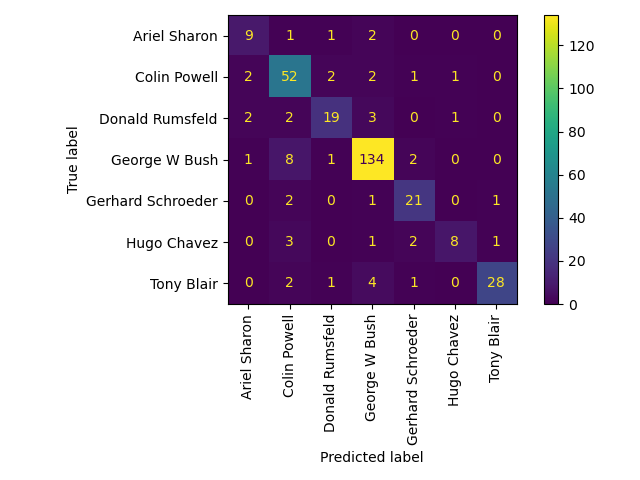 True label
Ariel Sharon 9 1 1 2 0 0 0
Colin Powell 2 52 2 2 1 1 0
Donald Rumsfeld 2 2 19 3 0 1 0
George W Bush 1 8 1 134 2 0 0
Gerhard Schroeder 0 2 0 1 21 0 1
Hugo Chavez 0 3 0 1 2 8 1
Tony Blair 0 2 1 4 1 0 28
Ariel Sharon
Colin Powell
Donald Rumsfeld
George W Bush
Gerhard Schroeder
Hugo Chavez
Tony Blair
Predicted label
120
100
80
60
40
20
0